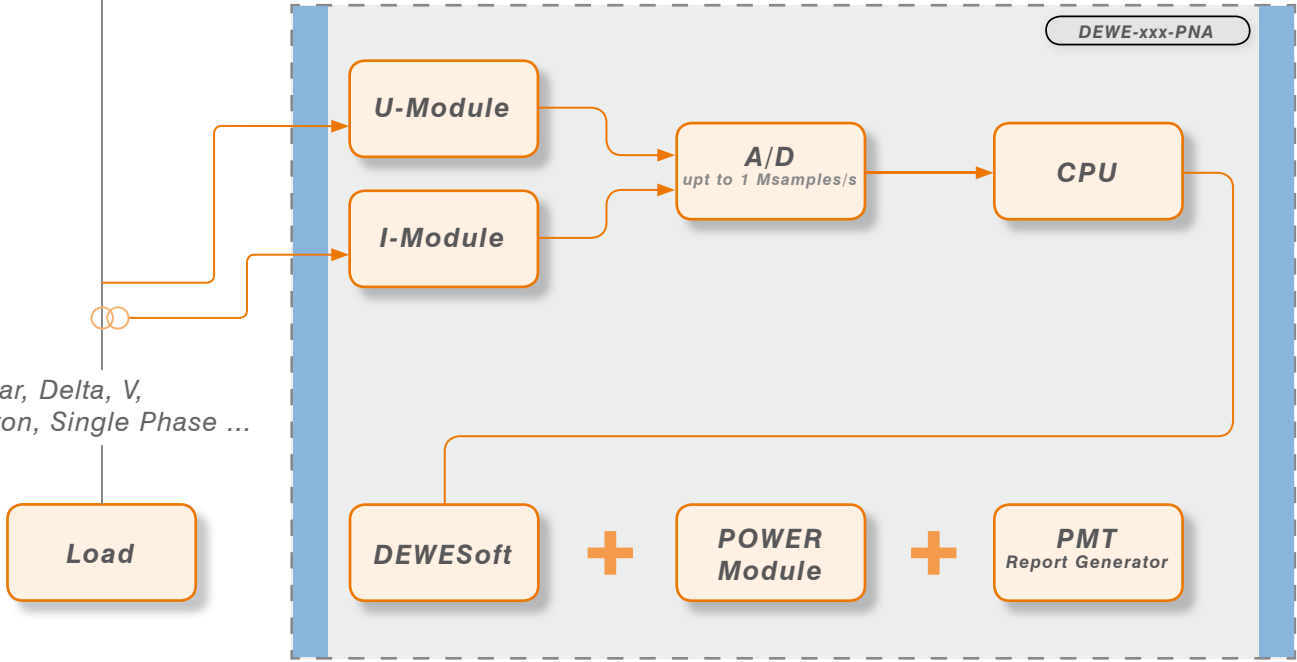 DEWE-xxx-PNA
U-Module
A/D
upt to 1 Msamples/s
CPU
I-Module
ar, Delta, V,
on, Single Phase ...
Load
DEWESoft
POWER
Module
PMT
Report Generator